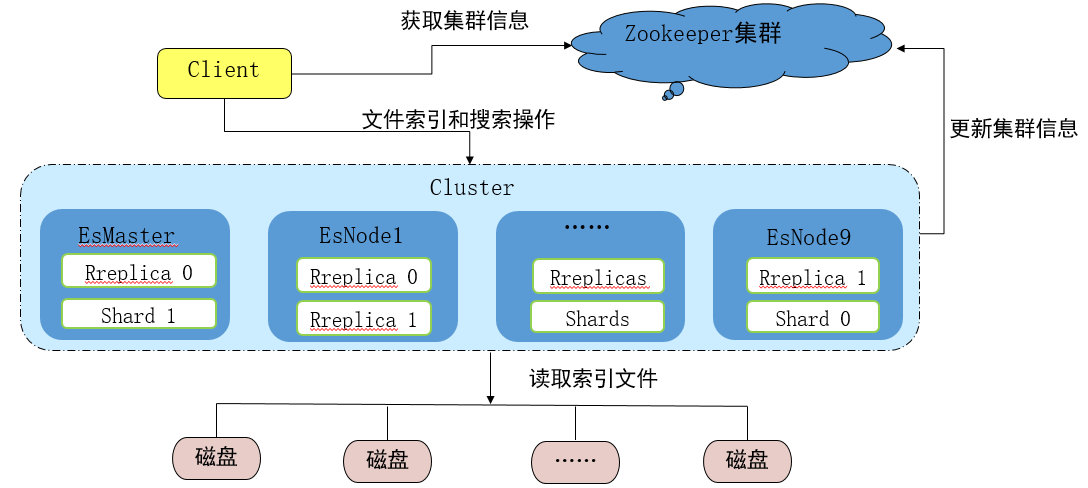 获取集群信息
Zookeeper集群
Client
文件索引和搜索操作
更新集群信息
Cluster
EsMaster
Rreplica 0
Shard 1
EsNode1
Rreplica 0
Rreplica 1
……
Rreplicas
Shards
EsNode9
Rreplica 1
Shard 0
读取索引文件
磁盘
磁盘
……
磁盘